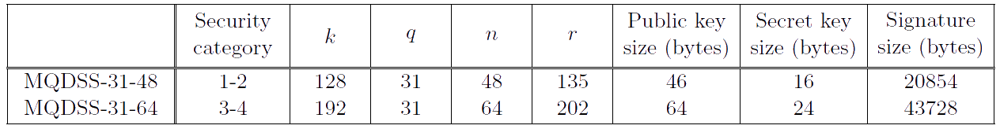 Security category k q n r Public key size (bytes) Secret key size (bytes) Signature size (bytes)
MQDSS-31-48 1-2 128 31 48 135 46 16 20854
MQDSS-31-64 3-4 192 31 64 202 64 24 43728